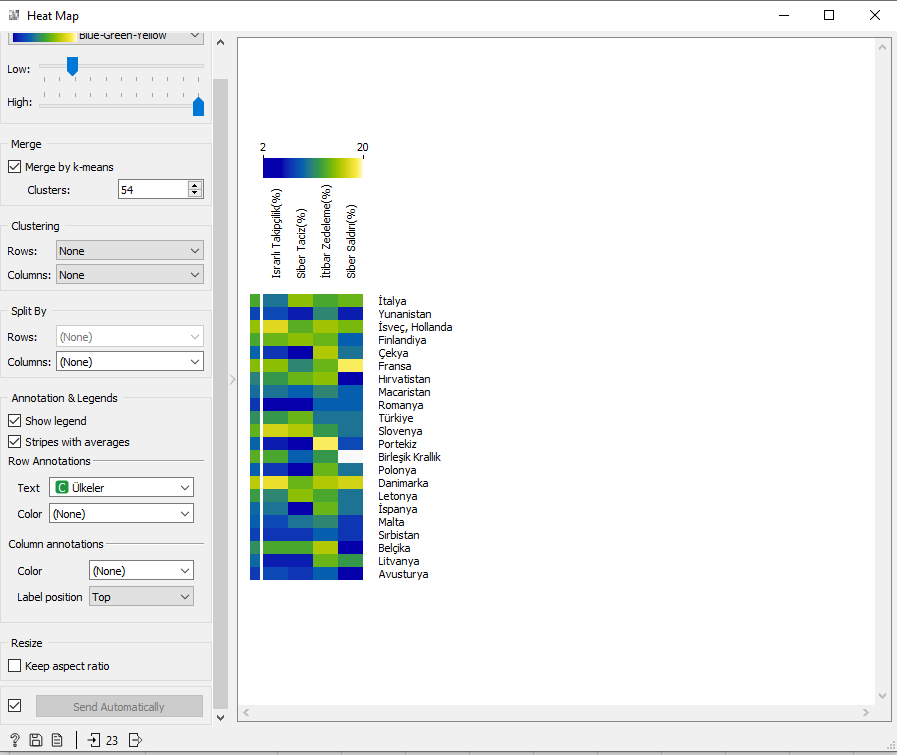 Heat Map
Blue-Green-Yellow
Low:
High:
Merge
Merge by k-means
Clusters: 54
Clustering
Rows: None
Columns: None
Split By
Rows: (None)
Columns: (None)
Annotation & Legends
Show legend
Stripes with averages
Row Annotations
Text C Ülkeler
Color (None)
Column annotations
Color (None)
Label position Top
Resize
Keep aspect ratio
Send Automatically
? 23
2 20
Israrlı Takipçilik(%)
Siber Taciz(%)
İtibar Zedeleme(%)
Siber Saldırı(%)
İtalya
Yunanistan
İsveç, Hollanda
Finlandiya
Çekya
Fransa
Hırvatistan
Macaristan
Romanya
Türkiye
Slovenya
Portekiz
Birleşik Krallık
Polonya
Danimarka
Letonya
İspanya
Malta
Sırbistan
Belçika
Litvanya
Avusturya